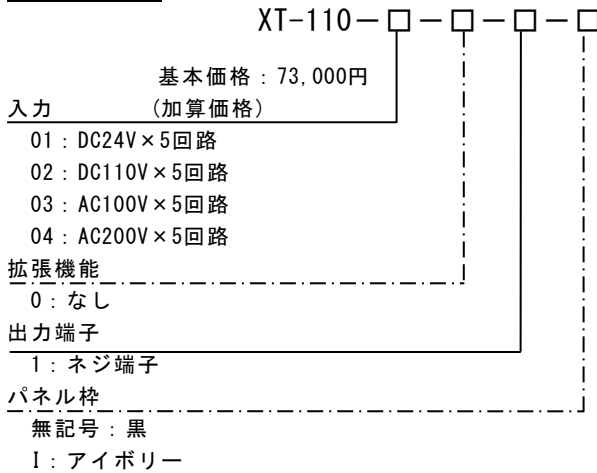 XT-110－□－□－□－□
基本価格：73,000円
入力　（加算価格）
01：DC24V×5回路
02：DC110V×5回路
03：AC100V×5回路
04：AC200V×5回路
拡張機能
0：なし
出力端子
1：ネジ端子
パネル枠
無記号：黒
I：アイボリー